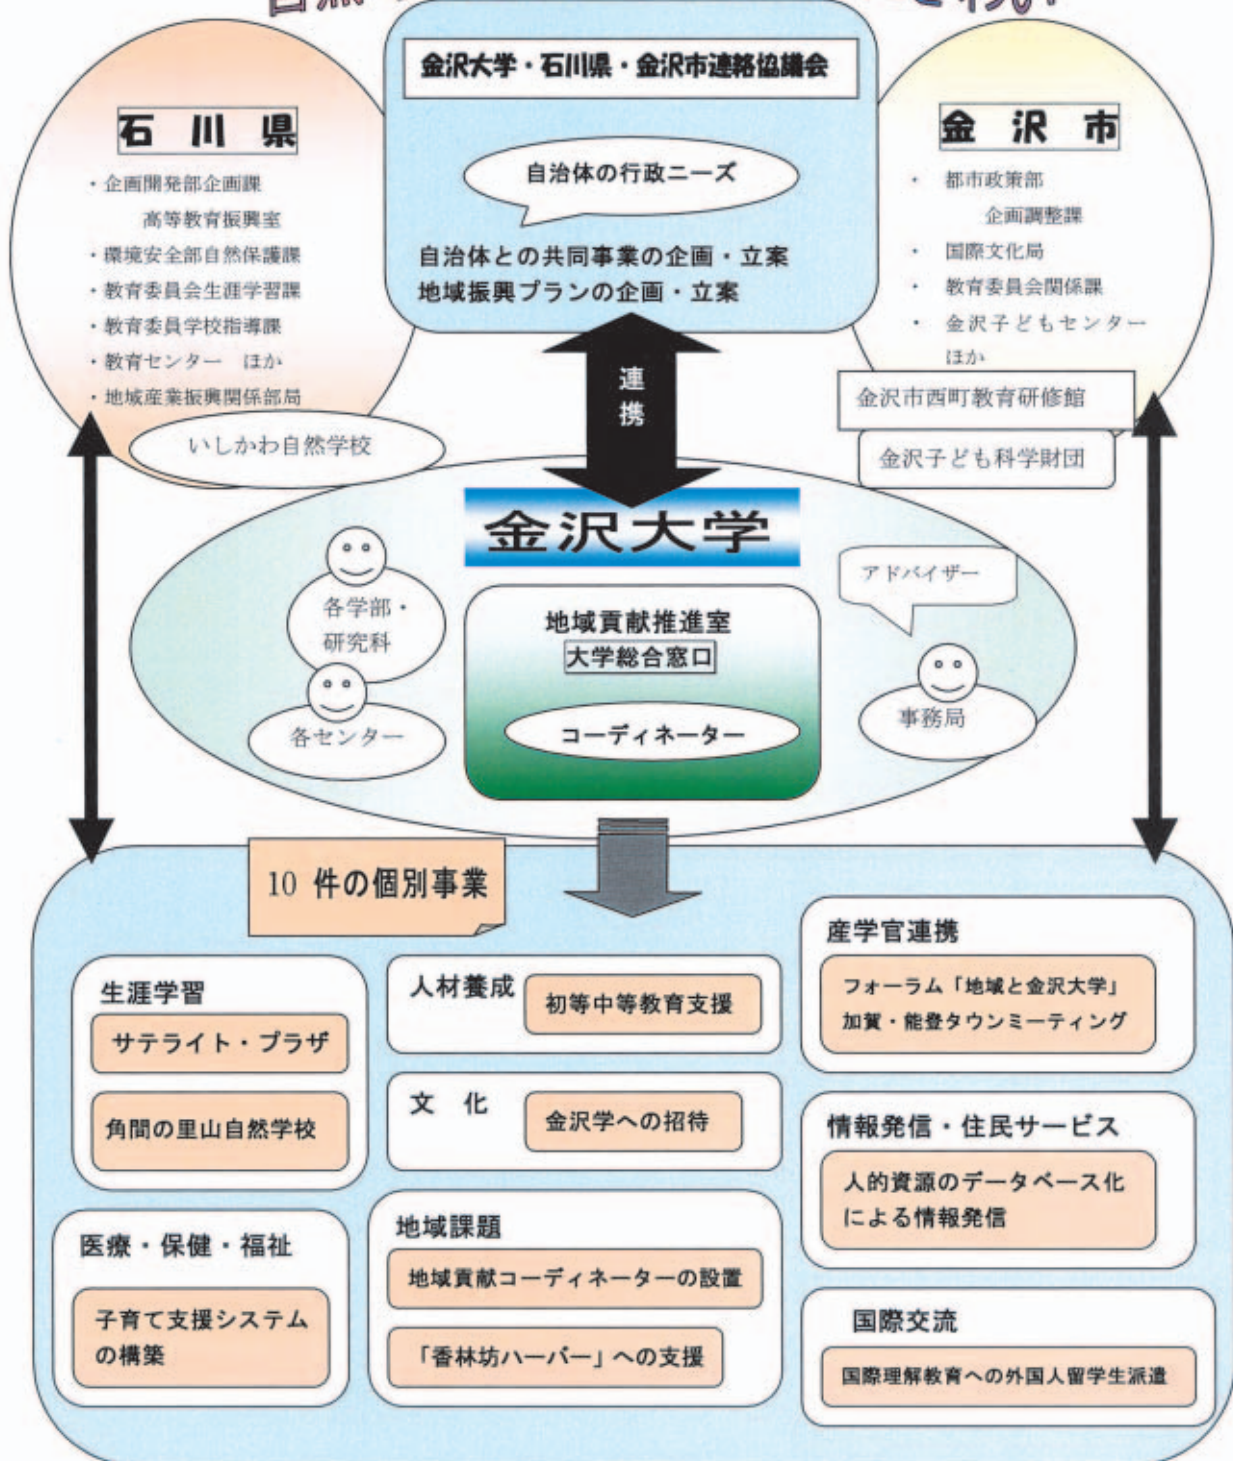 金沢大学・石川県・金沢市連絡協議会
自治体の行政ニーズ
自治体との共同事業の企画・立案
地域振興プランの企画・立案
石川県
・企画開発部企画課
高等教育振興室
・環境安全部自然保護課
・教育委員会生涯学習課
・教育委員学校指導課
・教育センター ほか
・地域産業振興関係部局
いしかわ自然学校
金沢市
・ 都市政策部
企画調整課
・ 国際文化局
・ 教育委員会関係課
・ 金沢子どもセンター
ほか
金沢市西町教育研修館
金沢子ども科学財団
連
携
金沢大学
各学部・
研究科
各センター
地域貢献推進室
大学総合窓口
コーディネーター
アドバイザー
事務局
10 件の個別事業
生涯学習
サテライト・プラザ
角間の里山自然学校
医療・保健・福祉
子育て支援システム
の構築
人材養成
初等中等教育支援
文 化
金沢学への招待
地域課題
地域貢献コーディネーターの設置
「香林坊ハーバー」への支援
産学官連携
フォーラム「地域と金沢大学」
加賀・能登タウンミーティング
情報発信・住民サービス
人的資源のデータベース化
による情報発信
国際交流
国際理解教育への外国人留学生派遣